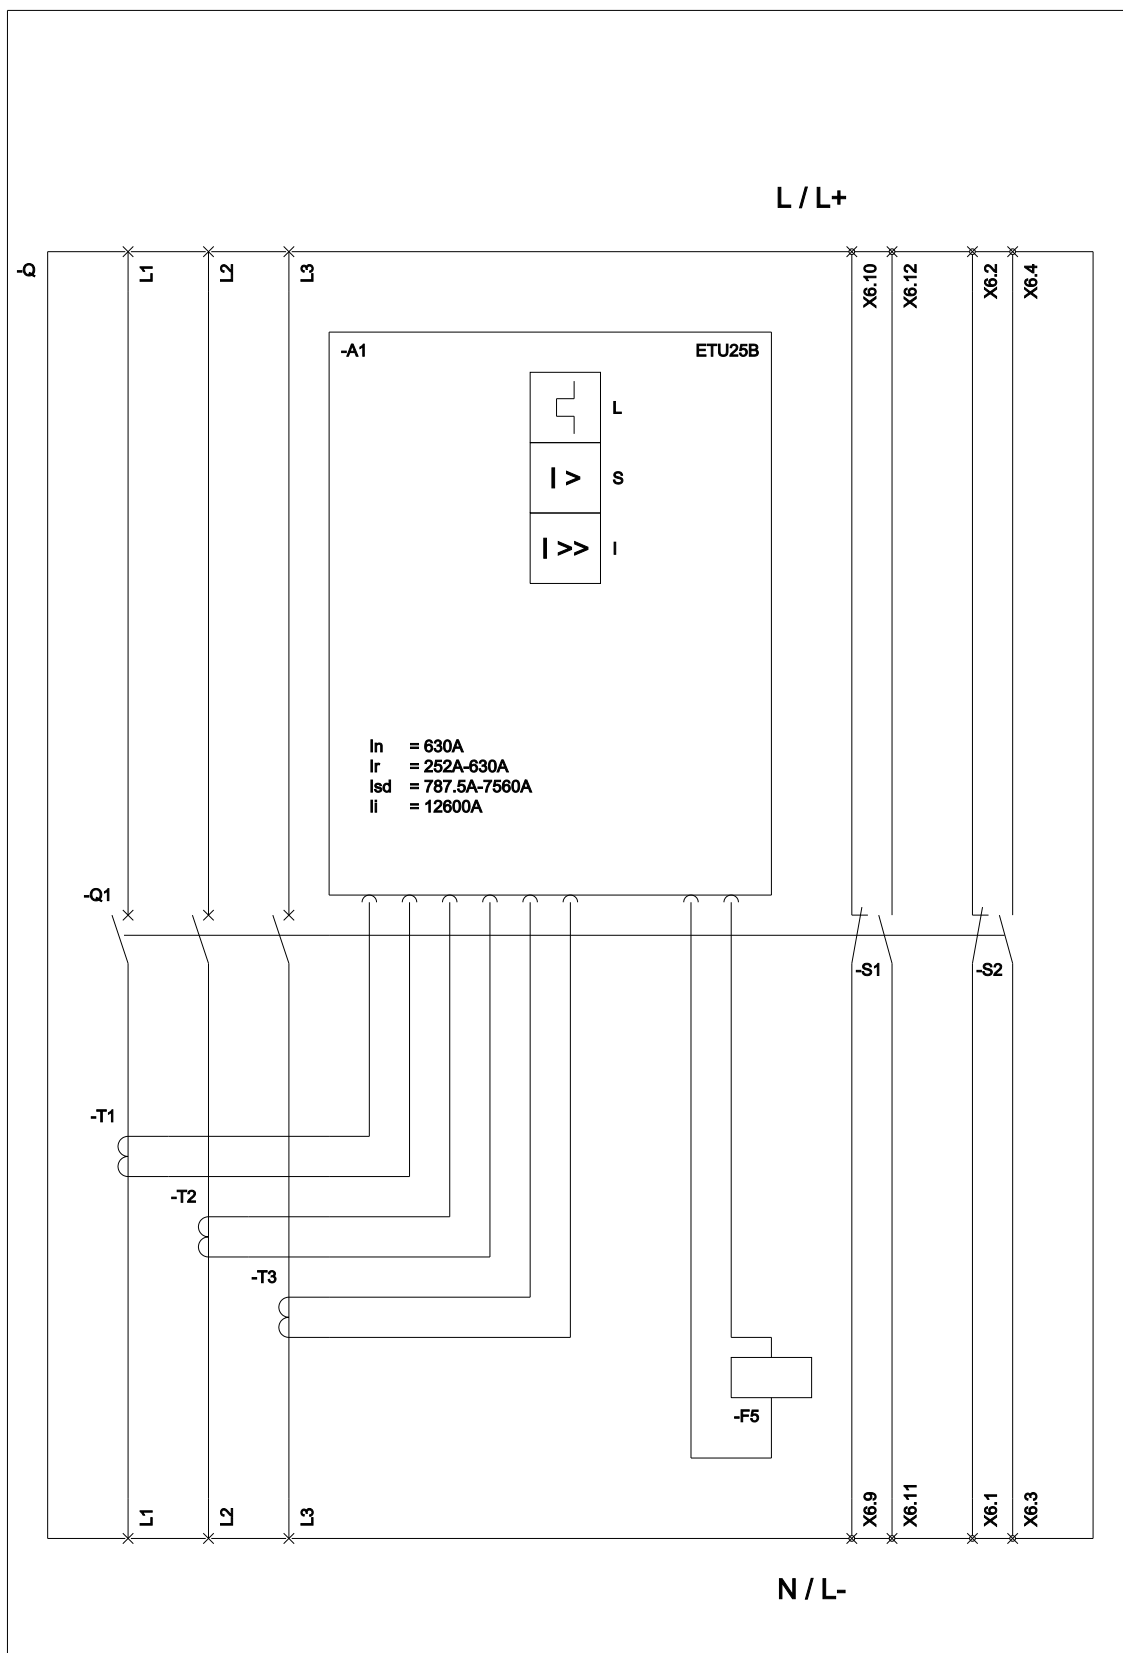 L / L+
-Q
L1
L2
L3
X6.10
X6.12
X6.2
X6.4
-A1 ETU25B
L
I > S
I >> I
In = 630A
Ir = 252A-630A
Isd = 787.5A-7560A
Ii = 12600A
-Q1
-S1
-S2
-T1
-T2
-T3
-F5
L1
L2
L3
X6.9
X6.11
X6.1
X6.3
N / L-